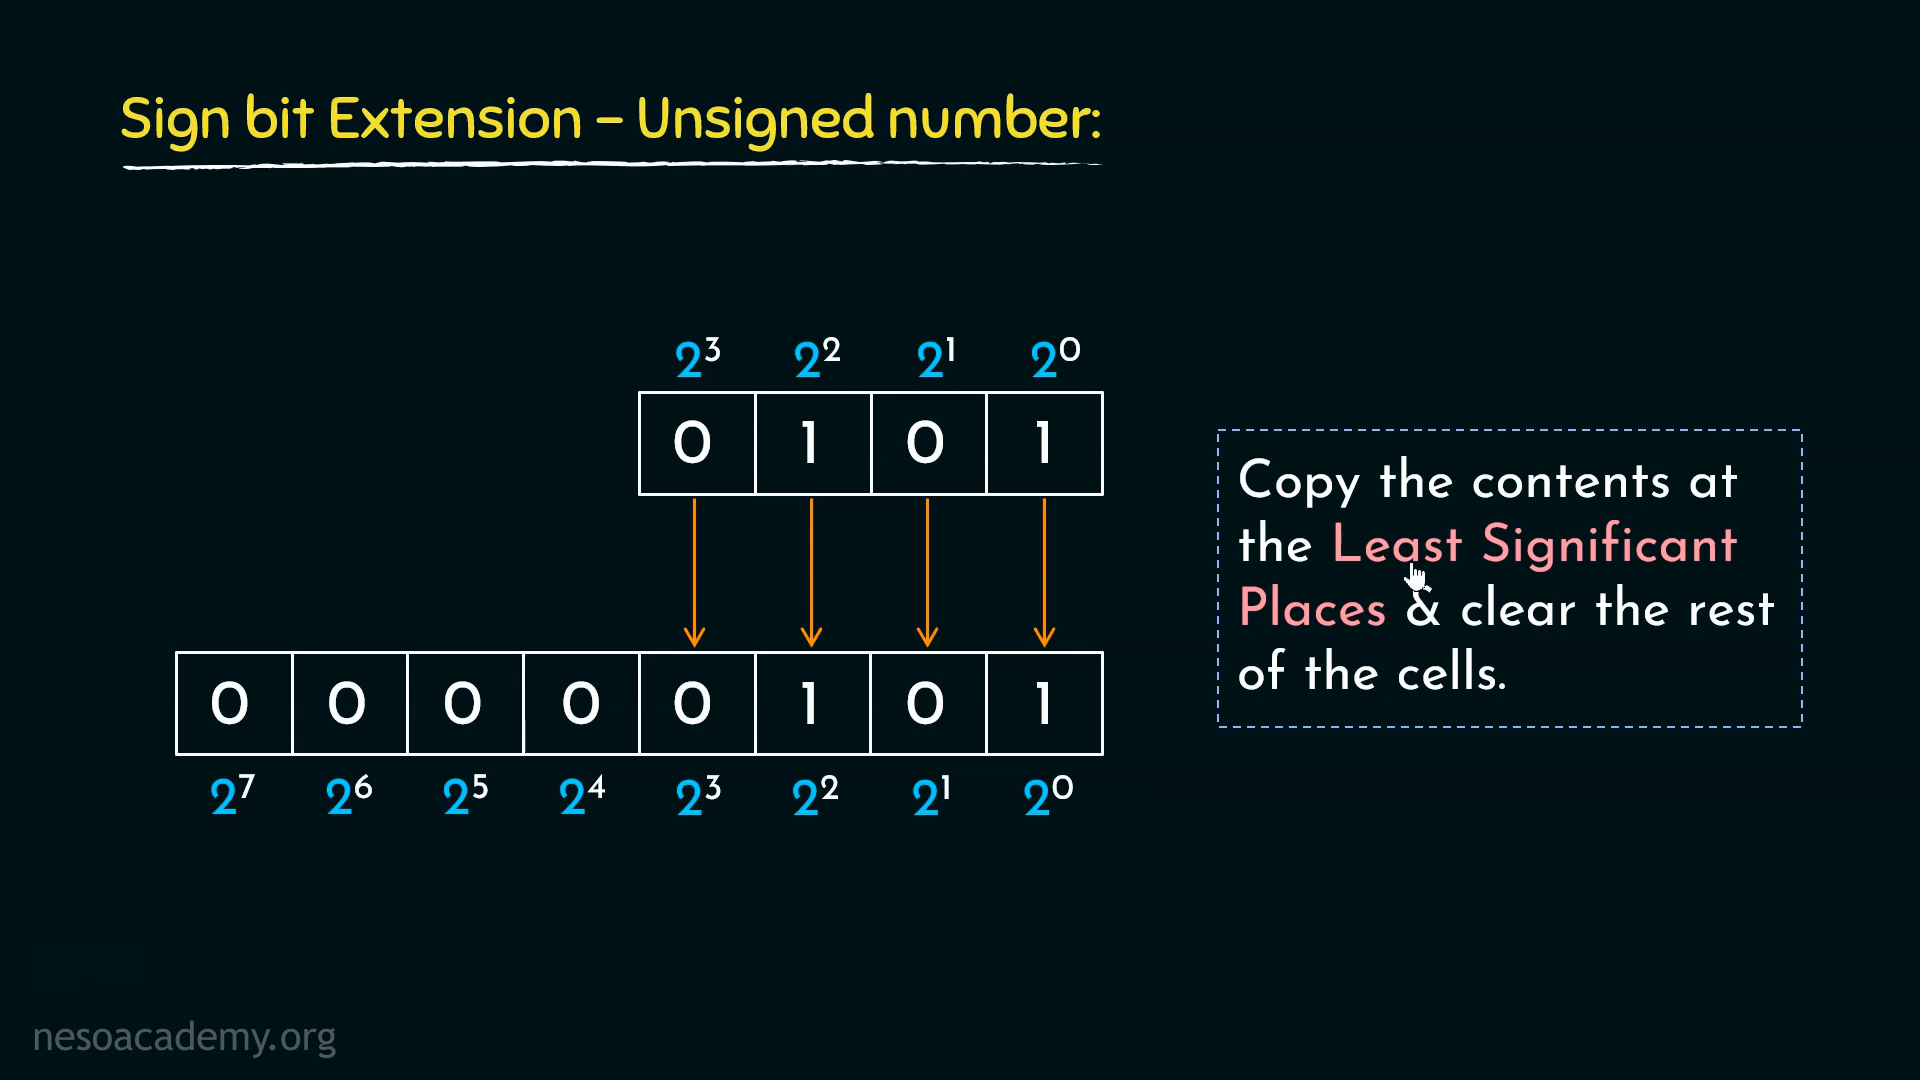 Sign bit Extension – Unsigned number:
2³ 2² 2¹ 2⁰
0 1 0 1
Copy the contents at
the Least Significant
Places & clear the rest
of the cells.
0 0 0 0 0 1 0 1
2⁷ 2⁶ 2⁵ 2⁴ 2³ 2² 2¹ 2⁰
nesoacademy.org